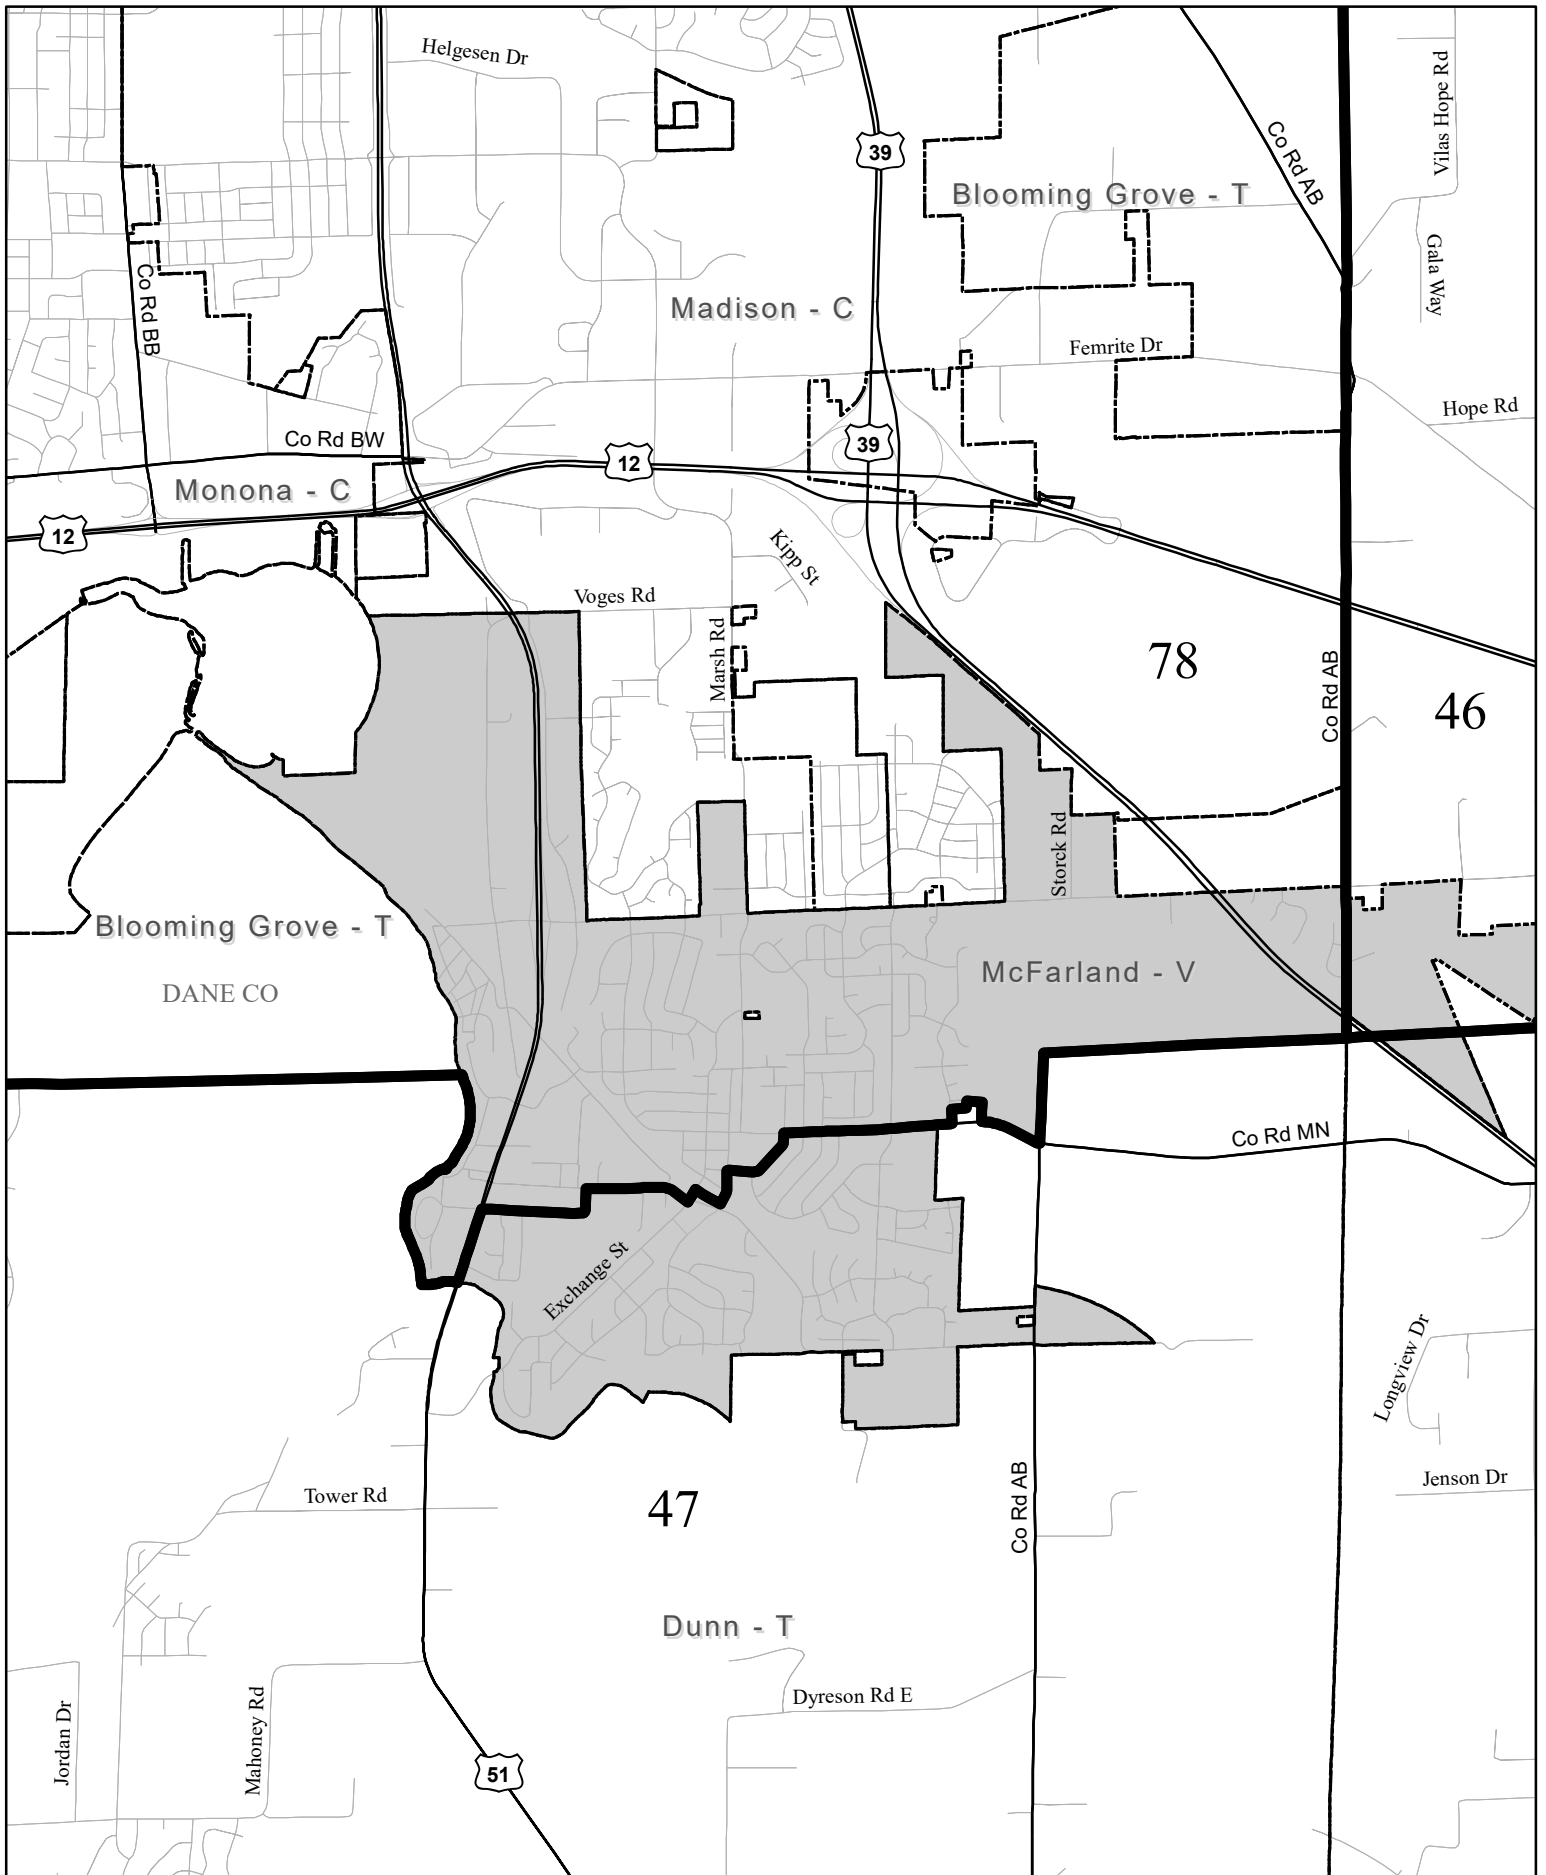 Helgesen Dr
Vilas Hope Rd
39
Co Rd AB
Blooming Grove - T
Gala Way
Co Rd BB
Madison - C
Femrite Dr
Hope Rd
Co Rd BW
39
12
Monona - C
12
Kipp St
Voges Rd
Marsh Rd
78
Co Rd AB
46
Storck Rd
Blooming Grove - T
McFarland - V
DANE CO
Co Rd MN
Exchange St
Longview Dr
Jenson Dr
Tower Rd
47
Co Rd AB
Dunn - T
Dyreson Rd E
Jordan Dr
Mahoney Rd
51